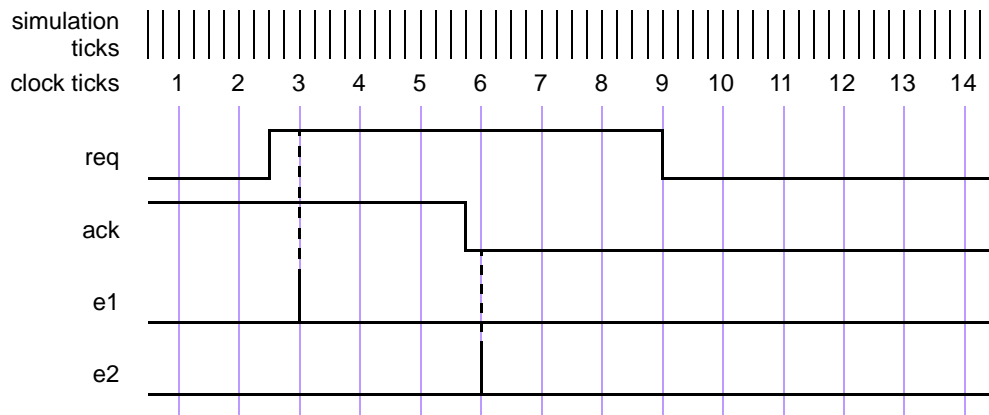 simulation
ticks
clock ticks 1 2 3 4 5 6 7 8 9 10 11 12 13 14
req
ack
e1
e2